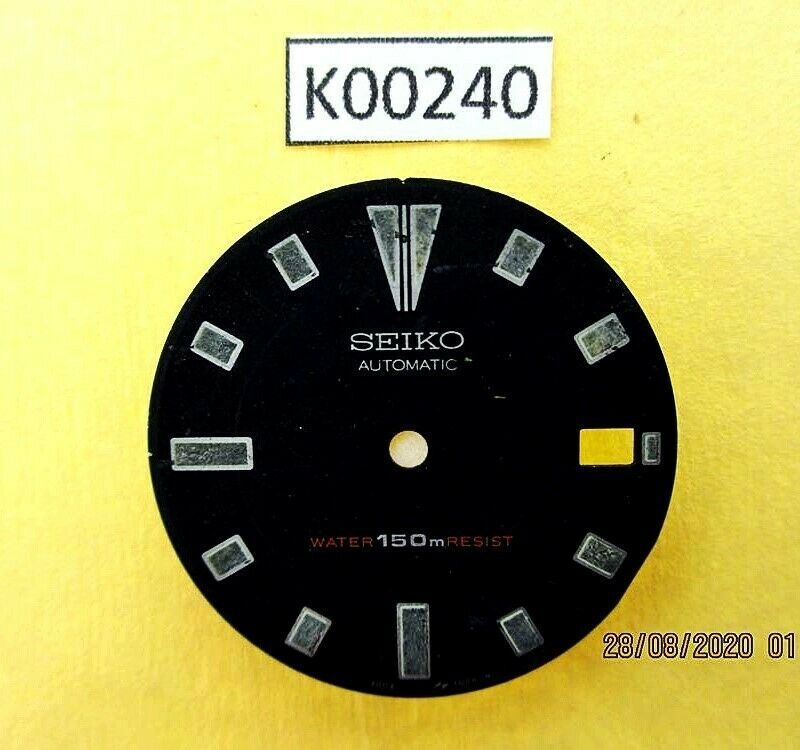 K00240
SEIKO
AUTOMATIC
WATER 150m RESIST
28/08/2020 01